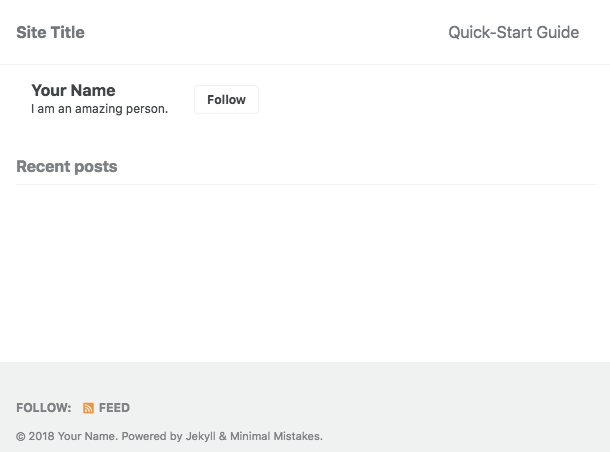 Site Title
Quick-Start Guide
Your Name
I am an amazing person.
Follow
Recent posts
FOLLOW: FEED
© 2018 Your Name. Powered by Jekyll & Minimal Mistakes.